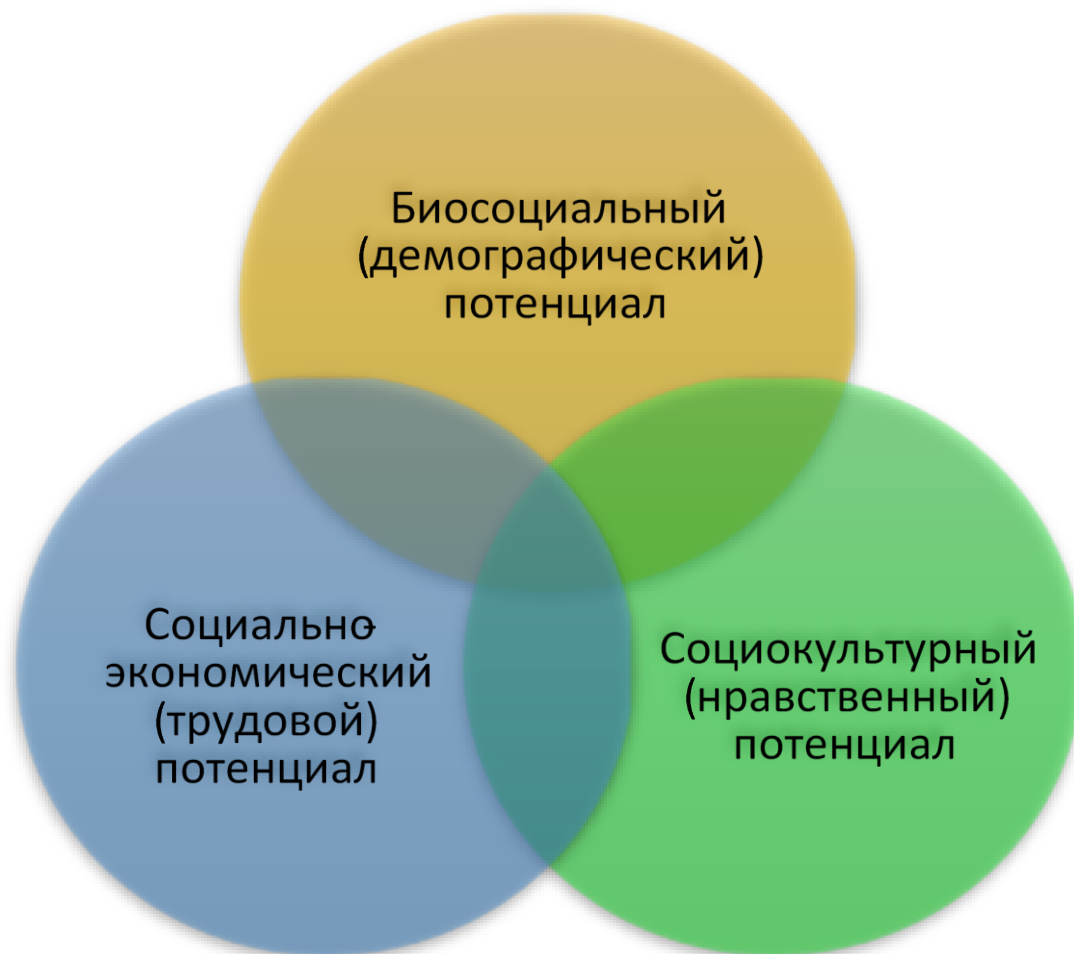 Биосоциальный
(демографический)
потенциал
Социально-
экономический
(трудовой)
потенциал
Социокультурный
(нравственный)
потенциал